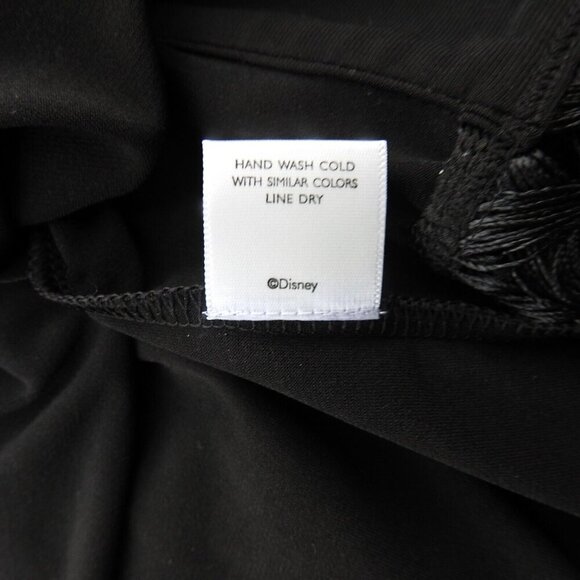 HAND WASH COLD
WITH SIMILAR COLORS
LINE DRY
©Disney